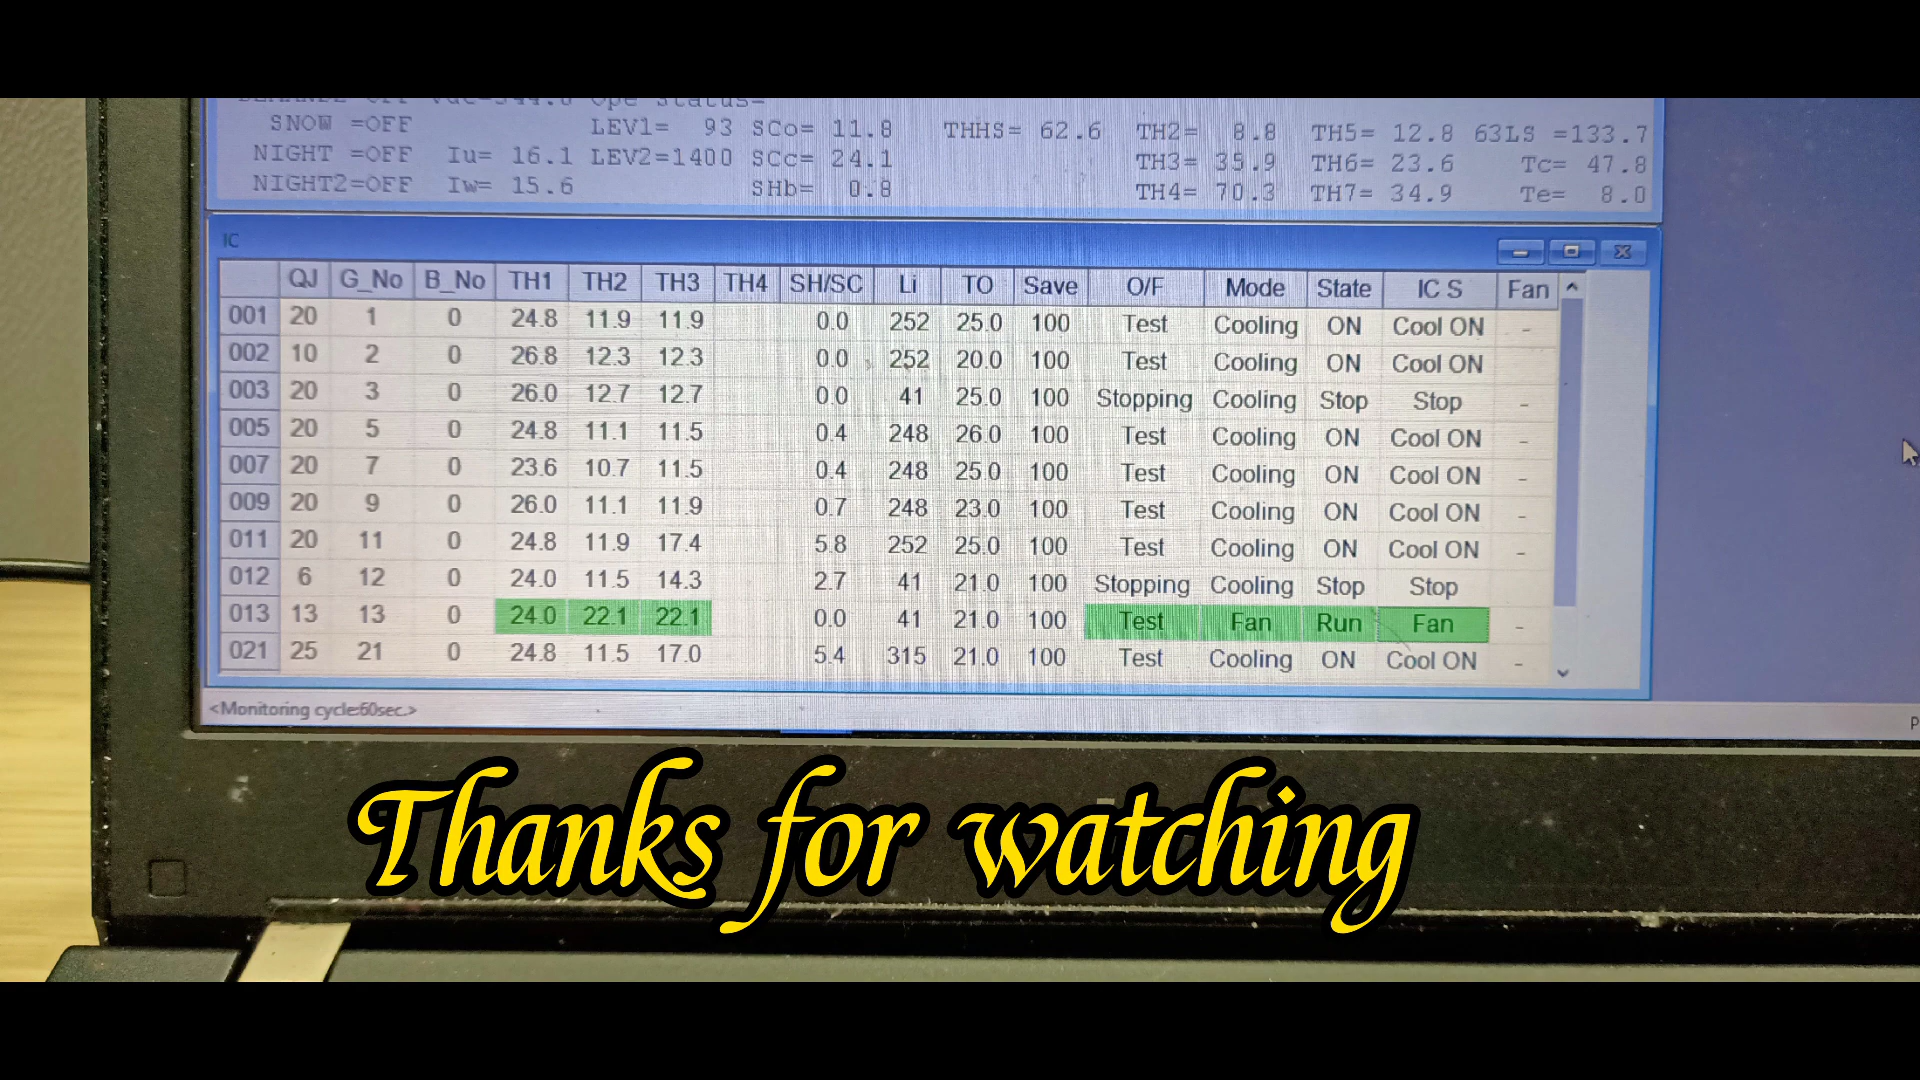 SNOW =OFF LEV1= 93 SCo= 11.8 THHS= 62.6 TH2= 8.8 TH5= 12.8 63LS =133.7
NIGHT =OFF Iu= 16.1 LEV2=1400 SCc= 24.1 TH3= 35.9 TH6= 23.6 Tc= 47.8
NIGHT2=OFF Iw= 15.6 SHb= 0.8 TH4= 70.3 TH7= 34.9 Te= 8.0
IC
QJ G_No B_No TH1 TH2 TH3 TH4 SH/SC Li TO Save O/F Mode State IC S Fan
001 20 1 0 24.8 11.9 11.9 0.0 252 25.0 100 Test Cooling ON Cool ON -
002 10 2 0 26.8 12.3 12.3 0.0 252 20.0 100 Test Cooling ON Cool ON
003 20 3 0 26.0 12.7 12.7 0.0 41 25.0 100 Stopping Cooling Stop Stop -
005 20 5 0 24.8 11.1 11.5 0.4 248 26.0 100 Test Cooling ON Cool ON -
007 20 7 0 23.6 10.7 11.5 0.4 248 25.0 100 Test Cooling ON Cool ON -
009 20 9 0 26.0 11.1 11.9 0.7 248 23.0 100 Test Cooling ON Cool ON -
011 20 11 0 24.8 11.9 17.4 5.8 252 25.0 100 Test Cooling ON Cool ON -
012 6 12 0 24.0 11.5 14.3 2.7 41 21.0 100 Stopping Cooling Stop Stop
013 13 13 0 24.0 22.1 22.1 0.0 41 21.0 100 Test Fan Run Fan -
021 25 21 0 24.8 11.5 17.0 5.4 315 21.0 100 Test Cooling ON Cool ON -
<Monitoring cycle:60sec.>
P
Thanks for watching